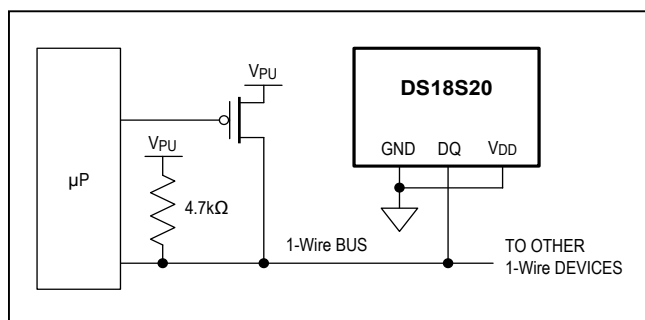 VPU
DS18S20
VPU
GND DQ VDD
µP
4.7kΩ
1-Wire BUS
TO OTHER
1-Wire DEVICES